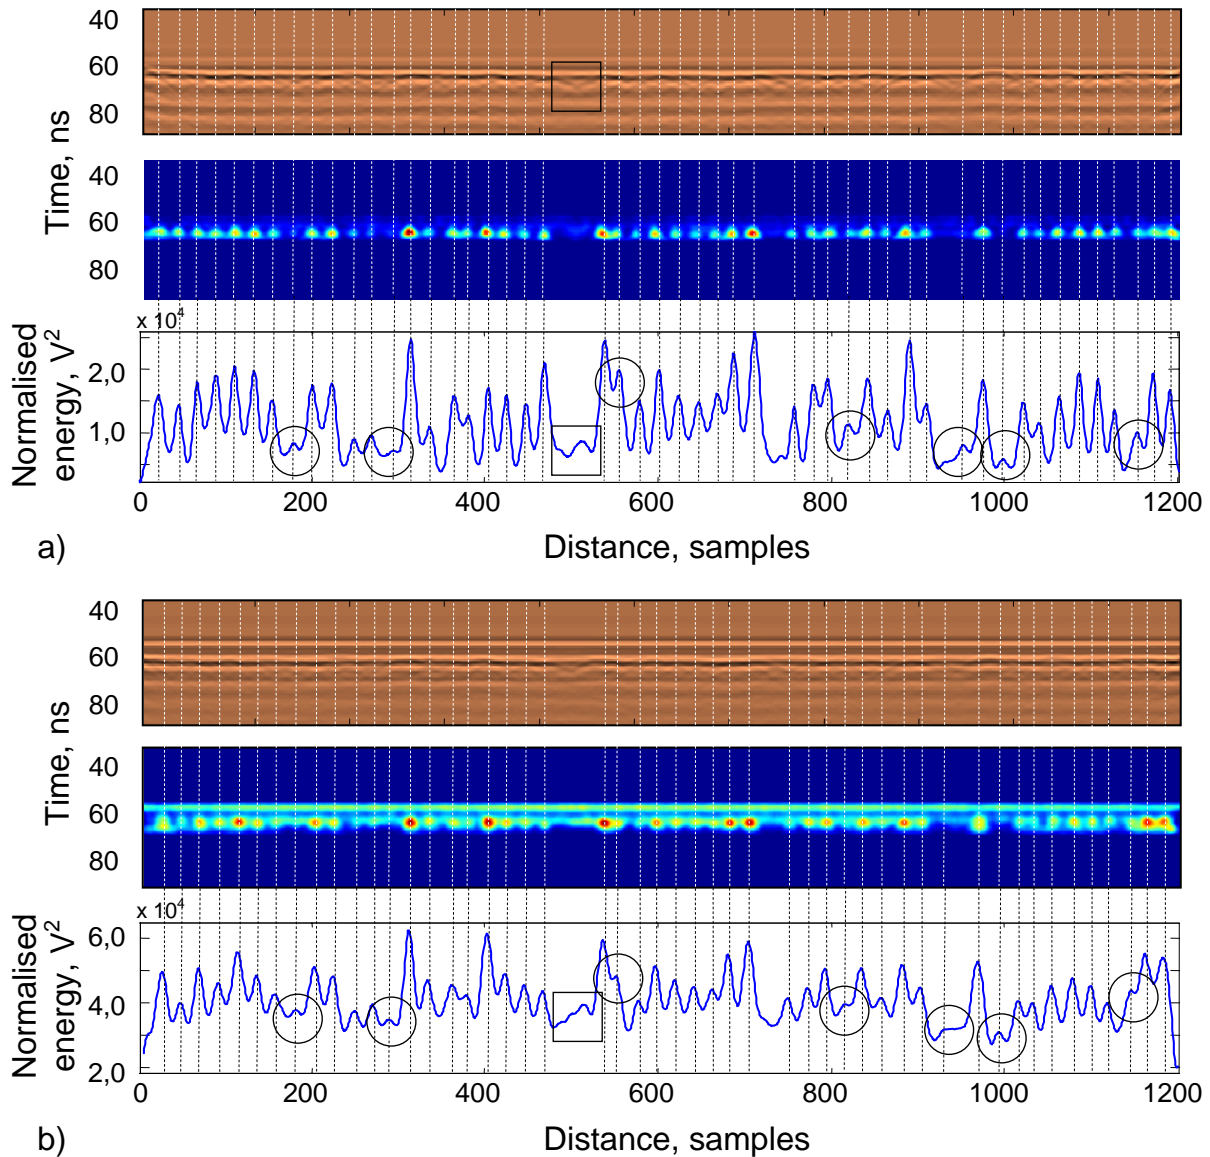 40
60
80
Time, ns
40
60
80
x 10⁴
Normalised
energy, V²
2,0
1,0
0 200 400 600 800 1000 1200
a) Distance, samples
40
60
80
Time, ns
40
60
80
x 10⁴
Normalised
energy, V²
6,0
4,0
2,0
0 200 400 600 800 1000 1200
b) Distance, samples